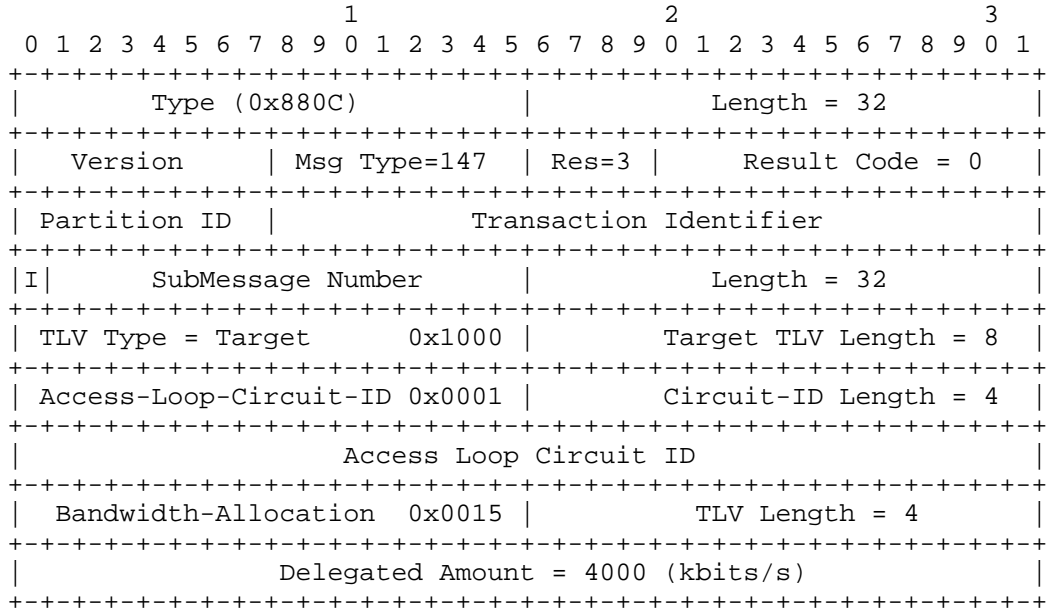 1                   2                   3
 0 1 2 3 4 5 6 7 8 9 0 1 2 3 4 5 6 7 8 9 0 1 2 3 4 5 6 7 8 9 0 1
+-+-+-+-+-+-+-+-+-+-+-+-+-+-+-+-+-+-+-+-+-+-+-+-+-+-+-+-+-+-+-+-+
|        Type (0x880C)          |           Length = 32         |
+-+-+-+-+-+-+-+-+-+-+-+-+-+-+-+-+-+-+-+-+-+-+-+-+-+-+-+-+-+-+-+-+
|   Version     | Msg Type=147  | Res=3 |     Result Code = 0   |
+-+-+-+-+-+-+-+-+-+-+-+-+-+-+-+-+-+-+-+-+-+-+-+-+-+-+-+-+-+-+-+-+
| Partition ID  |            Transaction Identifier             |
+-+-+-+-+-+-+-+-+-+-+-+-+-+-+-+-+-+-+-+-+-+-+-+-+-+-+-+-+-+-+-+-+
|I|      SubMessage Number      |           Length = 32         |
+-+-+-+-+-+-+-+-+-+-+-+-+-+-+-+-+-+-+-+-+-+-+-+-+-+-+-+-+-+-+-+-+
| TLV Type = Target      0x1000 |        Target TLV Length = 8  |
+-+-+-+-+-+-+-+-+-+-+-+-+-+-+-+-+-+-+-+-+-+-+-+-+-+-+-+-+-+-+-+-+
| Access-Loop-Circuit-ID 0x0001 |        Circuit-ID Length = 4  |
+-+-+-+-+-+-+-+-+-+-+-+-+-+-+-+-+-+-+-+-+-+-+-+-+-+-+-+-+-+-+-+-+
|                    Access Loop Circuit ID                     |
+-+-+-+-+-+-+-+-+-+-+-+-+-+-+-+-+-+-+-+-+-+-+-+-+-+-+-+-+-+-+-+-+
|  Bandwidth-Allocation  0x0015 |          TLV Length = 4       |
+-+-+-+-+-+-+-+-+-+-+-+-+-+-+-+-+-+-+-+-+-+-+-+-+-+-+-+-+-+-+-+-+
|                Delegated Amount = 4000 (kbits/s)              |
+-+-+-+-+-+-+-+-+-+-+-+-+-+-+-+-+-+-+-+-+-+-+-+-+-+-+-+-+-+-+-+-+